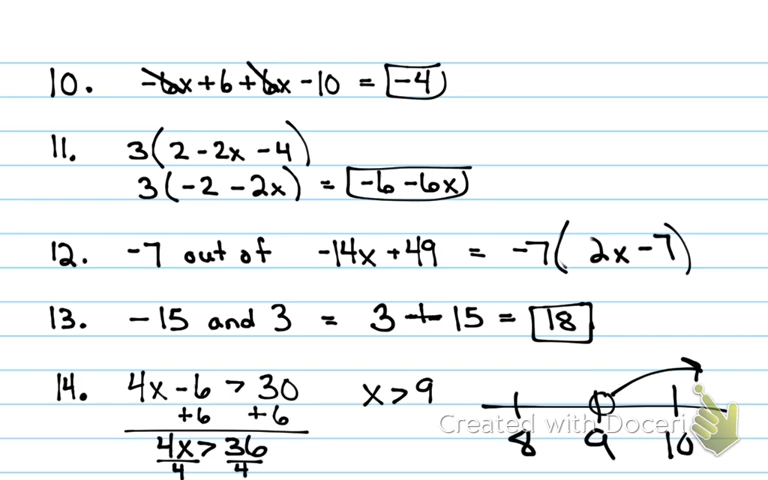 10. -6x + 6 + 6x - 10 = -4
11. 3(2 - 2x - 4)
3(-2 - 2x) = -6 - 6x
12. -7 out of -14x + 49 = -7(2x - 7)
13. -15 and 3 = 3 + 15 = 18
14. 4x - 6 > 30 x > 9
+6 +6
4x > 36
4 4
8 9 10
Created with Doceri